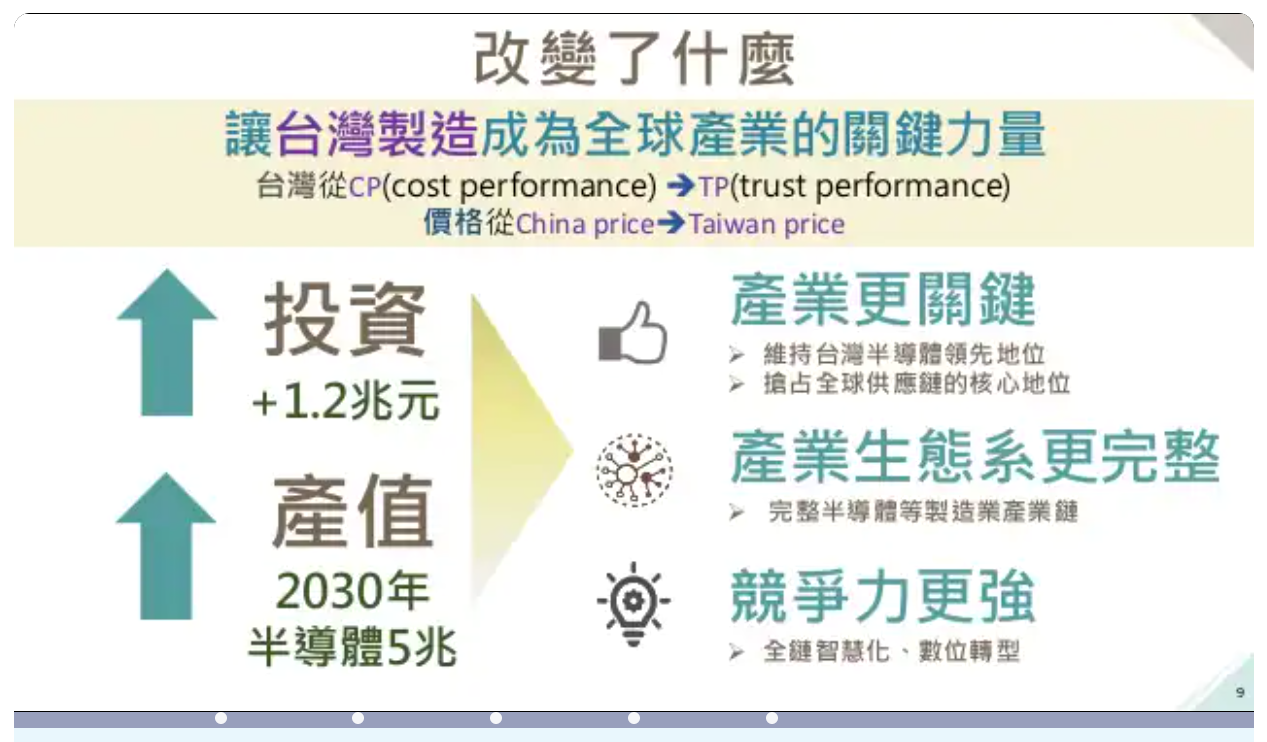 改變了什麼
讓台灣製造成為全球產業的關鍵力量
台灣從CP(cost performance) ➔TP(trust performance)
價格從China price➔Taiwan price
投資
+1.2兆元
產值
2030年
半導體5兆
產業更關鍵
➢ 維持台灣半導體領先地位
➢ 搶占全球供應鏈的核心地位
產業生態系更完整
➢ 完整半導體等製造業產業鏈
競爭力更強
➢ 全鏈智慧化、數位轉型
9